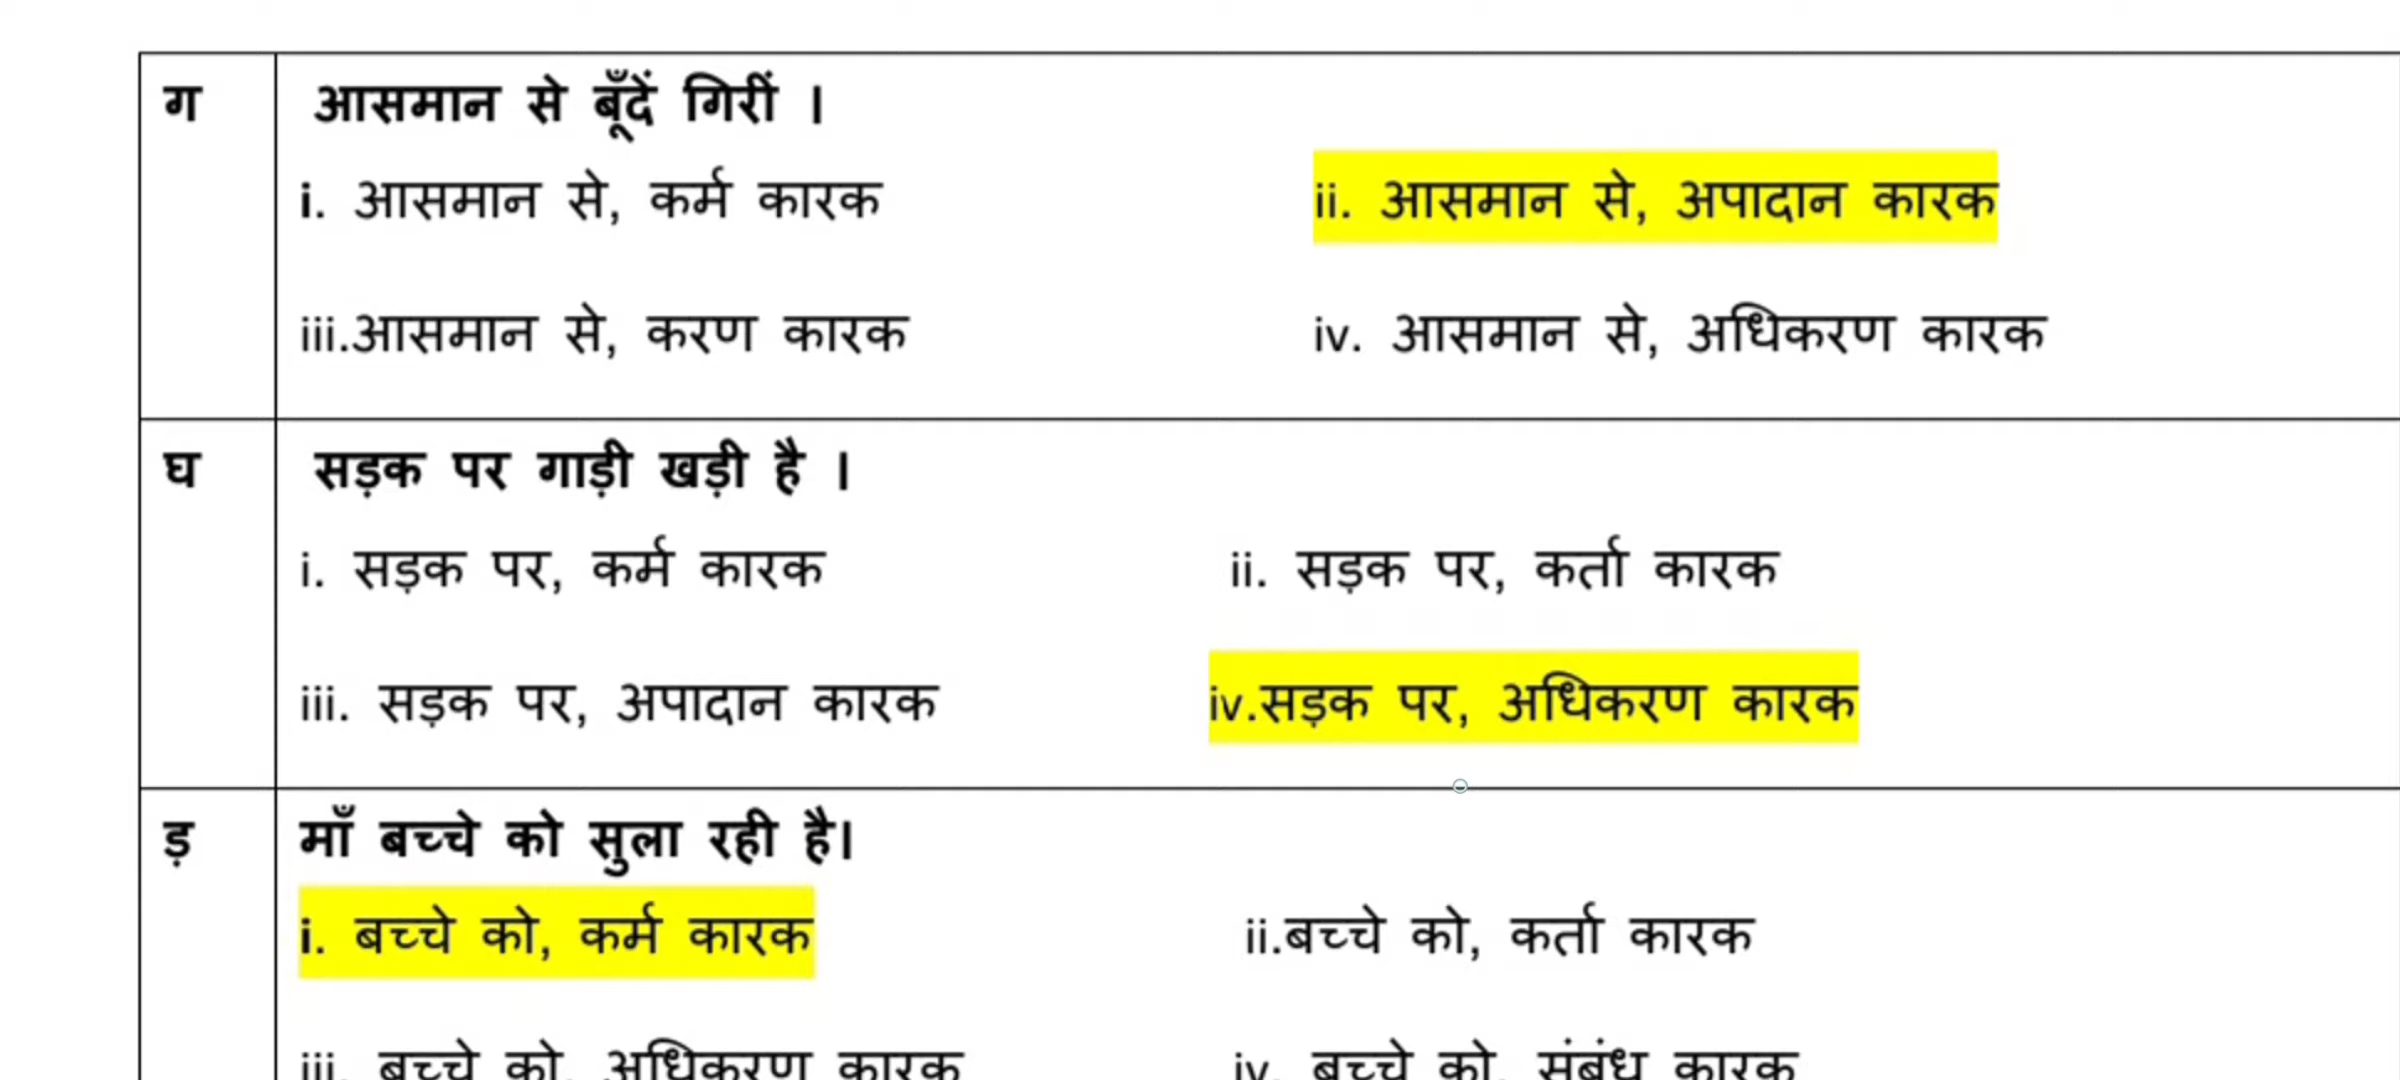 ग आसमान से बूँदें गिरीं ।
i. आसमान से, कर्म कारक ii. आसमान से, अपादान कारक
iii.आसमान से, करण कारक iv. आसमान से, अधिकरण कारक
घ सड़क पर गाड़ी खड़ी है ।
i. सड़क पर, कर्म कारक ii. सड़क पर, कर्ता कारक
iii. सड़क पर, अपादान कारक iv.सड़क पर, अधिकरण कारक
ड़ माँ बच्चे को सुला रही है।
i. बच्चे को, कर्म कारक ii.बच्चे को, कर्ता कारक
iii. बच्चे को, अधिकरण कारक iv. बच्चे को, संबंध कारक